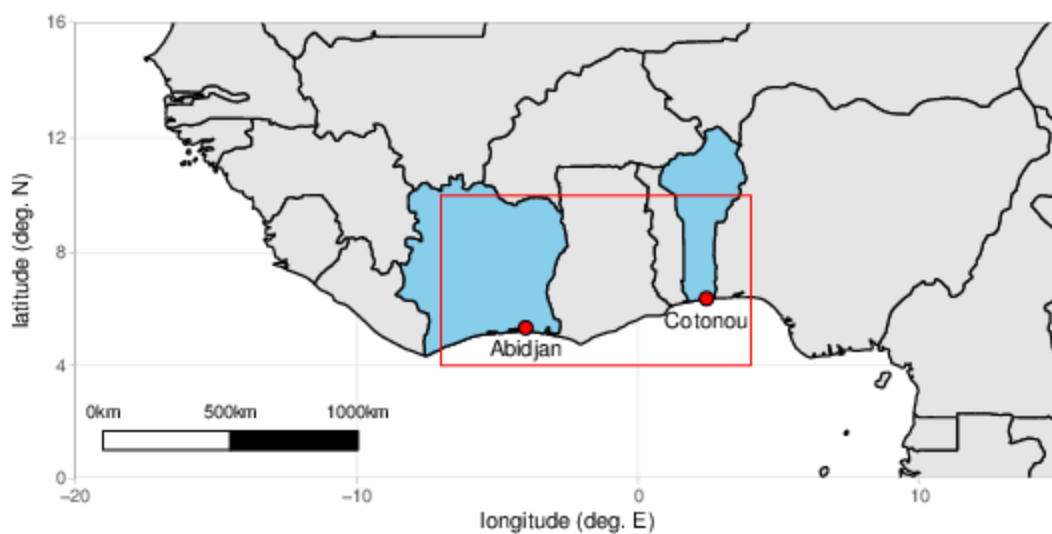 16
12
8
4
0
latitude (deg. N)
Cotonou
Abidjan
0km 500km 1000km
−20 −10 0 10
longitude (deg. E)